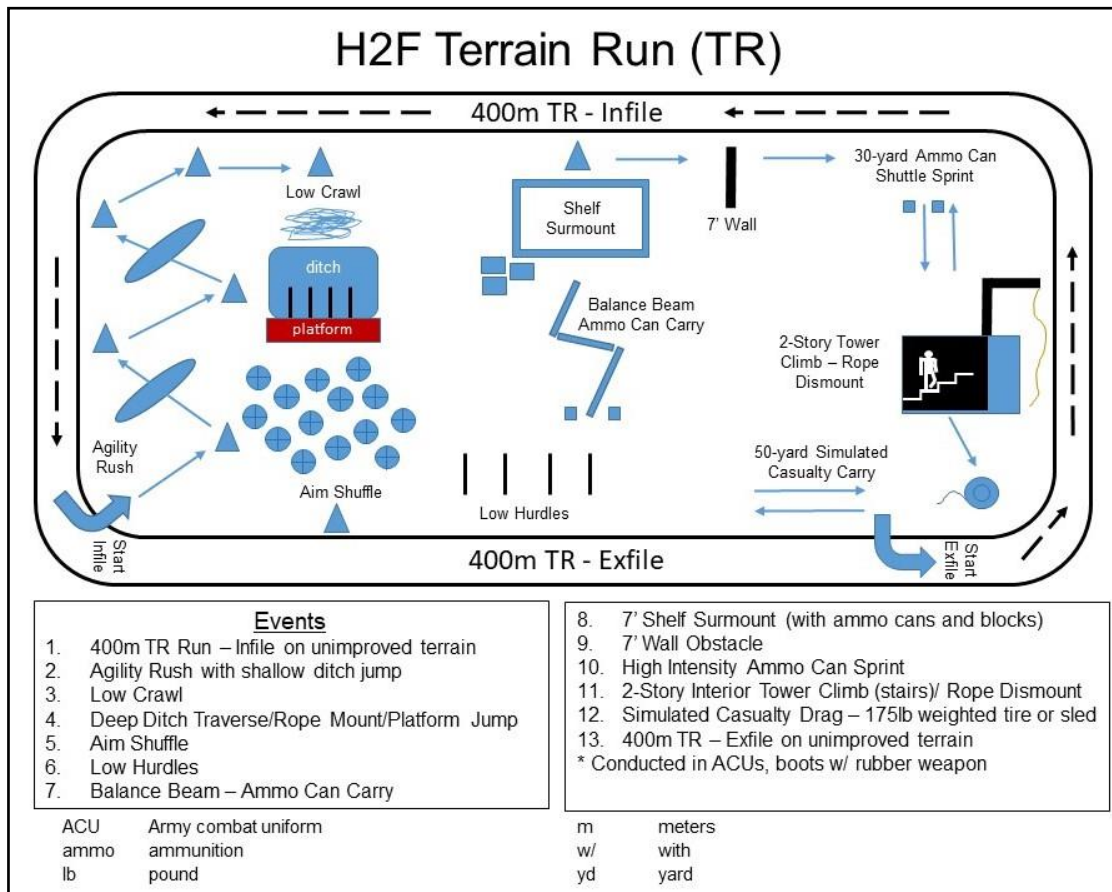 H2F Terrain Run (TR)
400m TR - Infile
Low Crawl
ditch
platform
Agility
Rush
Aim Shuffle
Start
Infile
Shelf
Surmount
7’ Wall
30-yard Ammo Can
Shuttle Sprint
Balance Beam
Ammo Can Carry
2-Story Tower
Climb – Rope
Dismount
Low Hurdles
50-yard Simulated
Casualty Carry
Start
Exfile
400m TR - Exfile
Events
1. 400m TR Run – Infile on unimproved terrain
2. Agility Rush with shallow ditch jump
3. Low Crawl
4. Deep Ditch Traverse/Rope Mount/Platform Jump
5. Aim Shuffle
6. Low Hurdles
7. Balance Beam – Ammo Can Carry
8. 7’ Shelf Surmount (with ammo cans and blocks)
9. 7’ Wall Obstacle
10. High Intensity Ammo Can Sprint
11. 2-Story Interior Tower Climb (stairs)/ Rope Dismount
12. Simulated Casualty Drag – 175lb weighted tire or sled
13. 400m TR – Exfile on unimproved terrain
* Conducted in ACUs, boots w/ rubber weapon
ACU Army combat uniform
ammo ammunition
lb pound
m meters
w/ with
yd yard